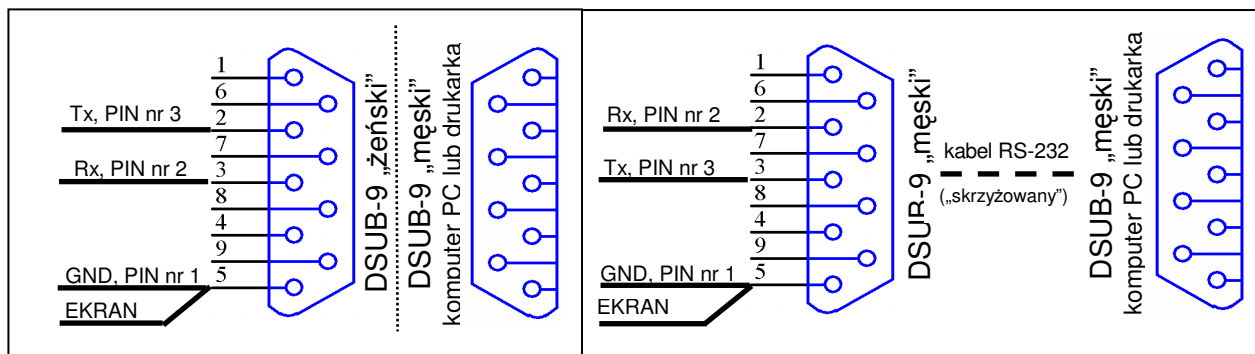 1
6
Tx, PIN nr 3
2
7
Rx, PIN nr 2
3
8
4
9
GND, PIN nr 1
5
EKRAN
DSUB-9 „żeński”
DSUB-9 „męski”
komputer PC lub drukarka
1
6
Rx, PIN nr 2
2
7
Tx, PIN nr 3
3
8
4
9
GND, PIN nr 1
5
EKRAN
DSUB-9 „męski”
kabel RS-232
(„skrzyżowany”)
DSUB-9 „męski”
komputer PC lub drukarka